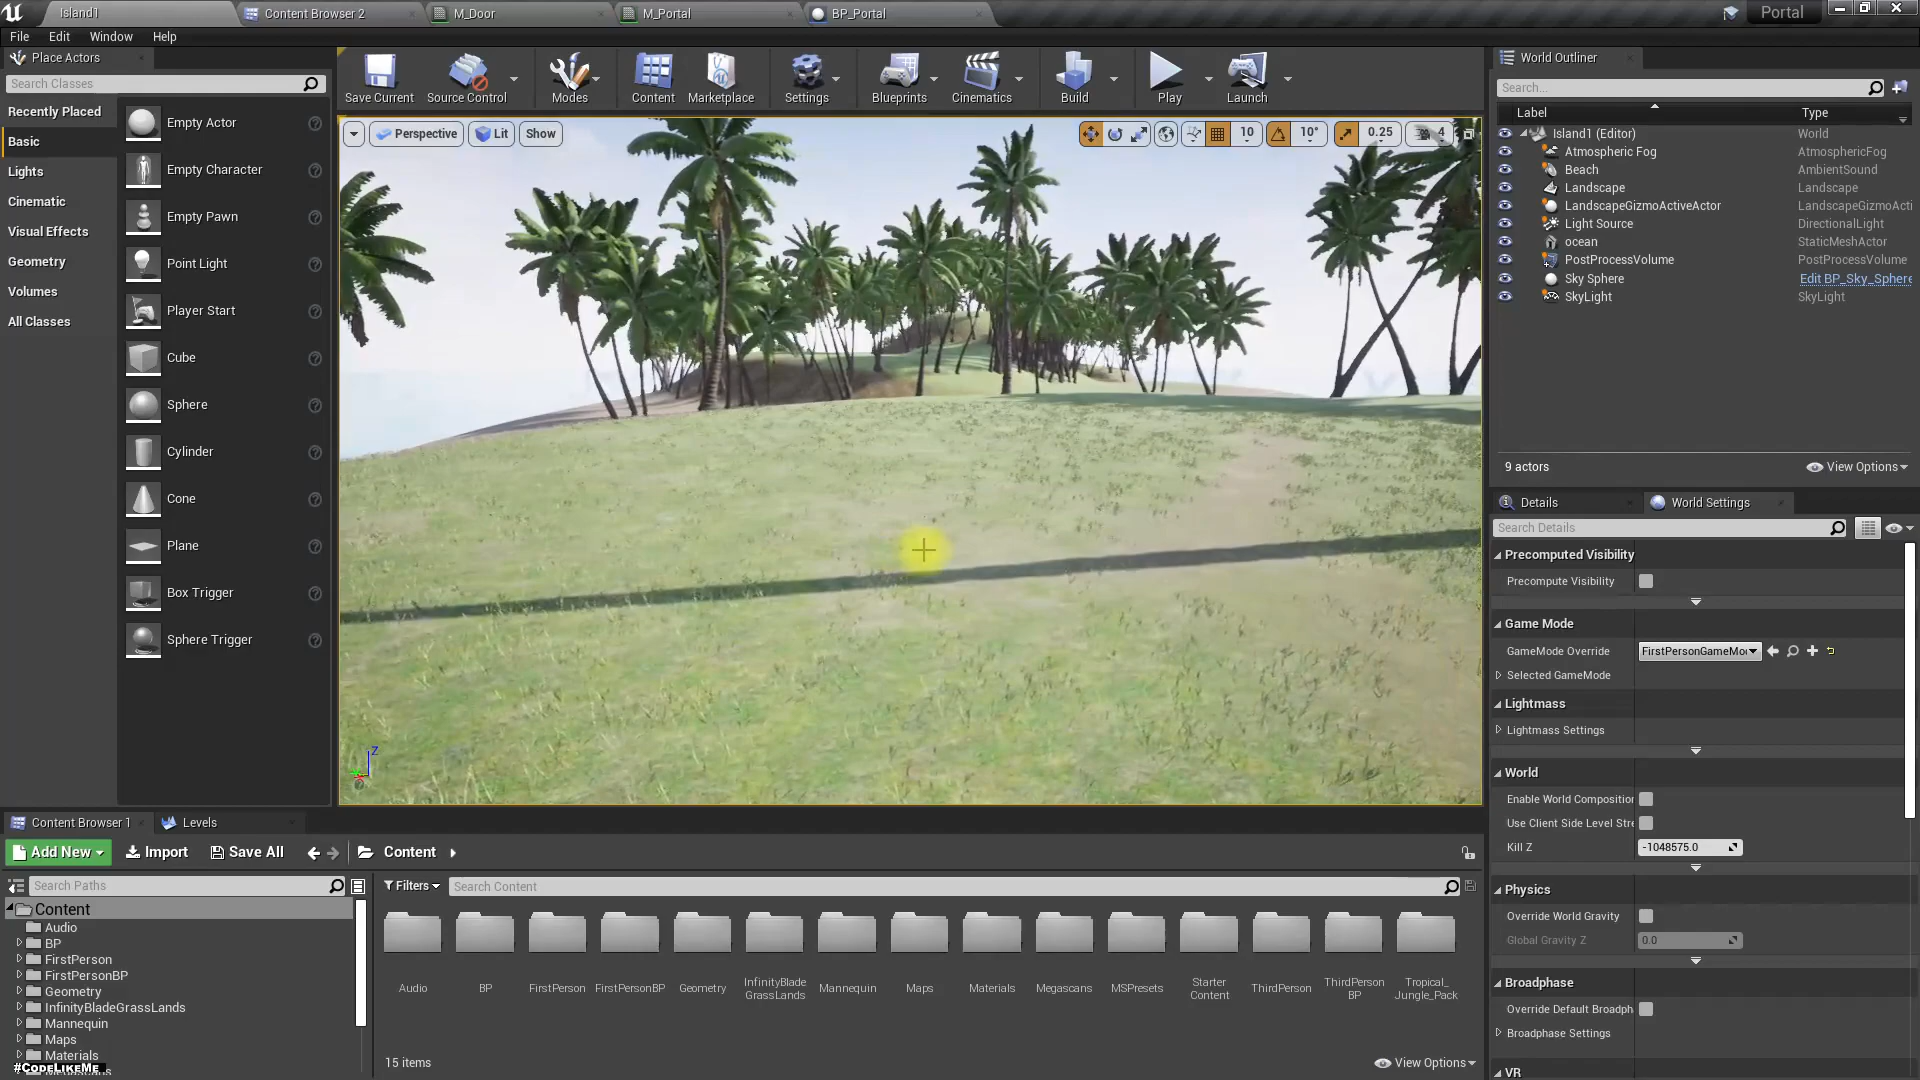 Island1
Content Browser 2
M_Door
M_Portal
BP_Portal
Portal
File
Edit
Window
Help
Place Actors
Search Classes
Recently Placed
Basic
Lights
Cinematic
Visual Effects
Geometry
Volumes
All Classes
Empty Actor
Empty Character
Empty Pawn
Point Light
Player Start
Cube
Sphere
Cylinder
Cone
Plane
Box Trigger
Sphere Trigger
Save Current
Source Control
Modes
Content
Marketplace
Settings
Blueprints
Cinematics
Build
Play
Launch
Perspective
Lit
Show
10
10°
0.25
4
Z
World Outliner
Search...
Label
Type
Island1 (Editor)
World
Atmospheric Fog
AtmosphericFog
Beach
AmbientSound
Landscape
Landscape
LandscapeGizmoActiveActor
LandscapeGizmoActi
Light Source
DirectionalLight
ocean
StaticMeshActor
PostProcessVolume
PostProcessVolume
Sky Sphere
Edit BP_Sky_Sphere
SkyLight
SkyLight
9 actors
View Options
Details
World Settings
Search Details
Precomputed Visibility
Precompute Visibility
Game Mode
GameMode Override
FirstPersonGameMo
Selected GameMode
Lightmass
Lightmass Settings
World
Enable World Composition
Use Client Side Level Stre
Kill Z
-1048575.0
Physics
Override World Gravity
Global Gravity Z
0.0
Broadphase
Override Default Broadph
Broadphase Settings
VR
Content Browser 1
Levels
Add New
Import
Save All
Content
Search Paths
Filters
Search Content
Content
Audio
BP
FirstPerson
FirstPersonBP
Geometry
InfinityBladeGrassLands
Mannequin
Maps
Materials
#CodeLikeMe
Audio
BP
FirstPerson
FirstPersonBP
Geometry
InfinityBlade
GrassLands
Mannequin
Maps
Materials
Megascans
MSPresets
Starter
Content
ThirdPerson
ThirdPerson
BP
Tropical_
Jungle_Pack
15 items
View Options